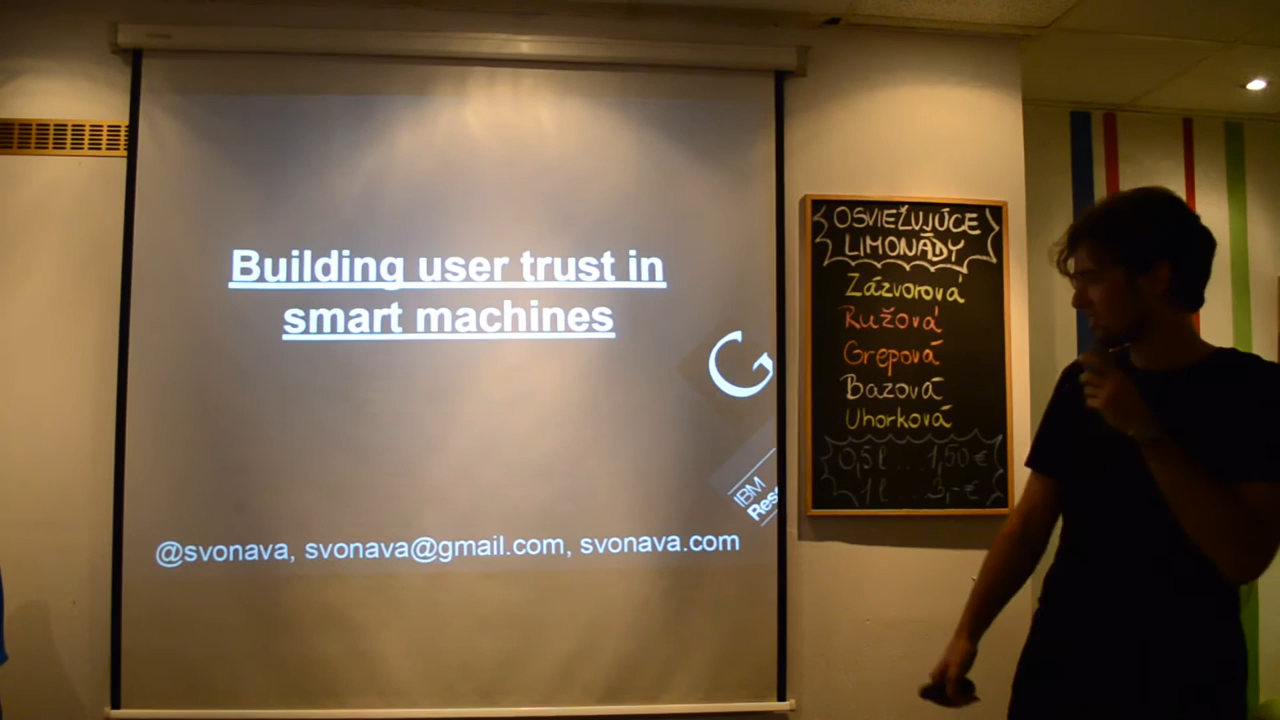 Building user trust in
smart machines
G
IBM
Res
@svonava, svonava@gmail.com, svonava.com
OSVIEŽUJÚCE
LIMONÁDY
Zázvorová
Ružová
Grepová
Bazová
Uhorková
0,5l...1,50€
1l...3,-€